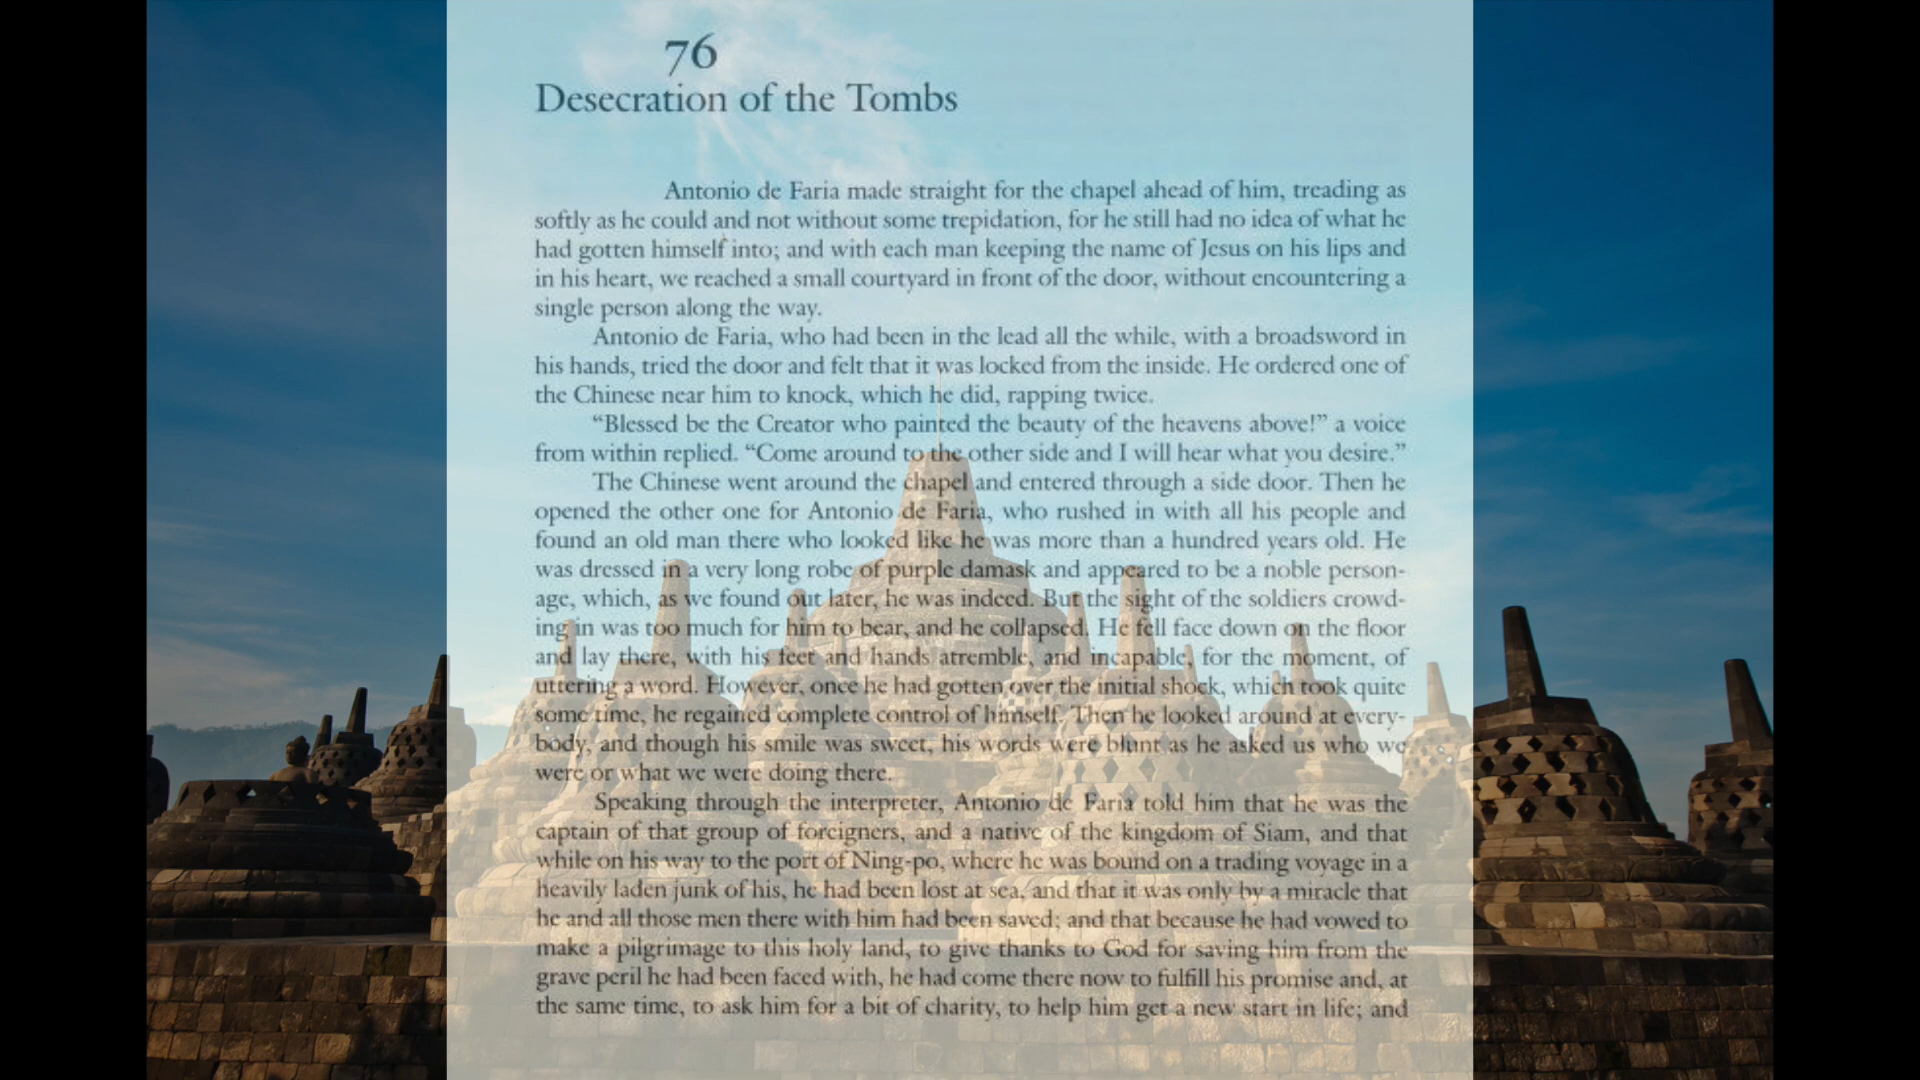 76
Desecration of the Tombs
Antonio de Faria made straight for the chapel ahead of him, treading as
softly as he could and not without some trepidation, for he still had no idea of what he
had gotten himself into; and with each man keeping the name of Jesus on his lips and
in his heart, we reached a small courtyard in front of the door, without encountering a
single person along the way.
Antonio de Faria, who had been in the lead all the while, with a broadsword in
his hands, tried the door and felt that it was locked from the inside. He ordered one of
the Chinese near him to knock, which he did, rapping twice.
“Blessed be the Creator who painted the beauty of the heavens above!” a voice
from within replied. “Come around to the other side and I will hear what you desire.”
The Chinese went around the chapel and entered through a side door. Then he
opened the other one for Antonio de Faria, who rushed in with all his people and
found an old man there who looked like he was more than a hundred years old. He
was dressed in a very long robe of purple damask and appeared to be a noble person-
age, which, as we found out later, he was indeed. But the sight of the soldiers crowd-
ing in was too much for him to bear, and he collapsed. He fell face down on the floor
and lay there, with his feet and hands atremble, and incapable, for the moment, of
uttering a word. However, once he had gotten over the initial shock, which took quite
some time, he regained complete control of himself. Then he looked around at every-
body, and though his smile was sweet, his words were blunt as he asked us who we
were or what we were doing there.
Speaking through the interpreter, Antonio de Faria told him that he was the
captain of that group of foreigners, and a native of the kingdom of Siam, and that
while on his way to the port of Ning-po, where he was bound on a trading voyage in a
heavily laden junk of his, he had been lost at sea, and that it was only by a miracle that
he and all those men there with him had been saved; and that because he had vowed to
make a pilgrimage to this holy land, to give thanks to God for saving him from the
grave peril he had been faced with, he had come there now to fulfill his promise and, at
the same time, to ask him for a bit of charity, to help him get a new start in life; and